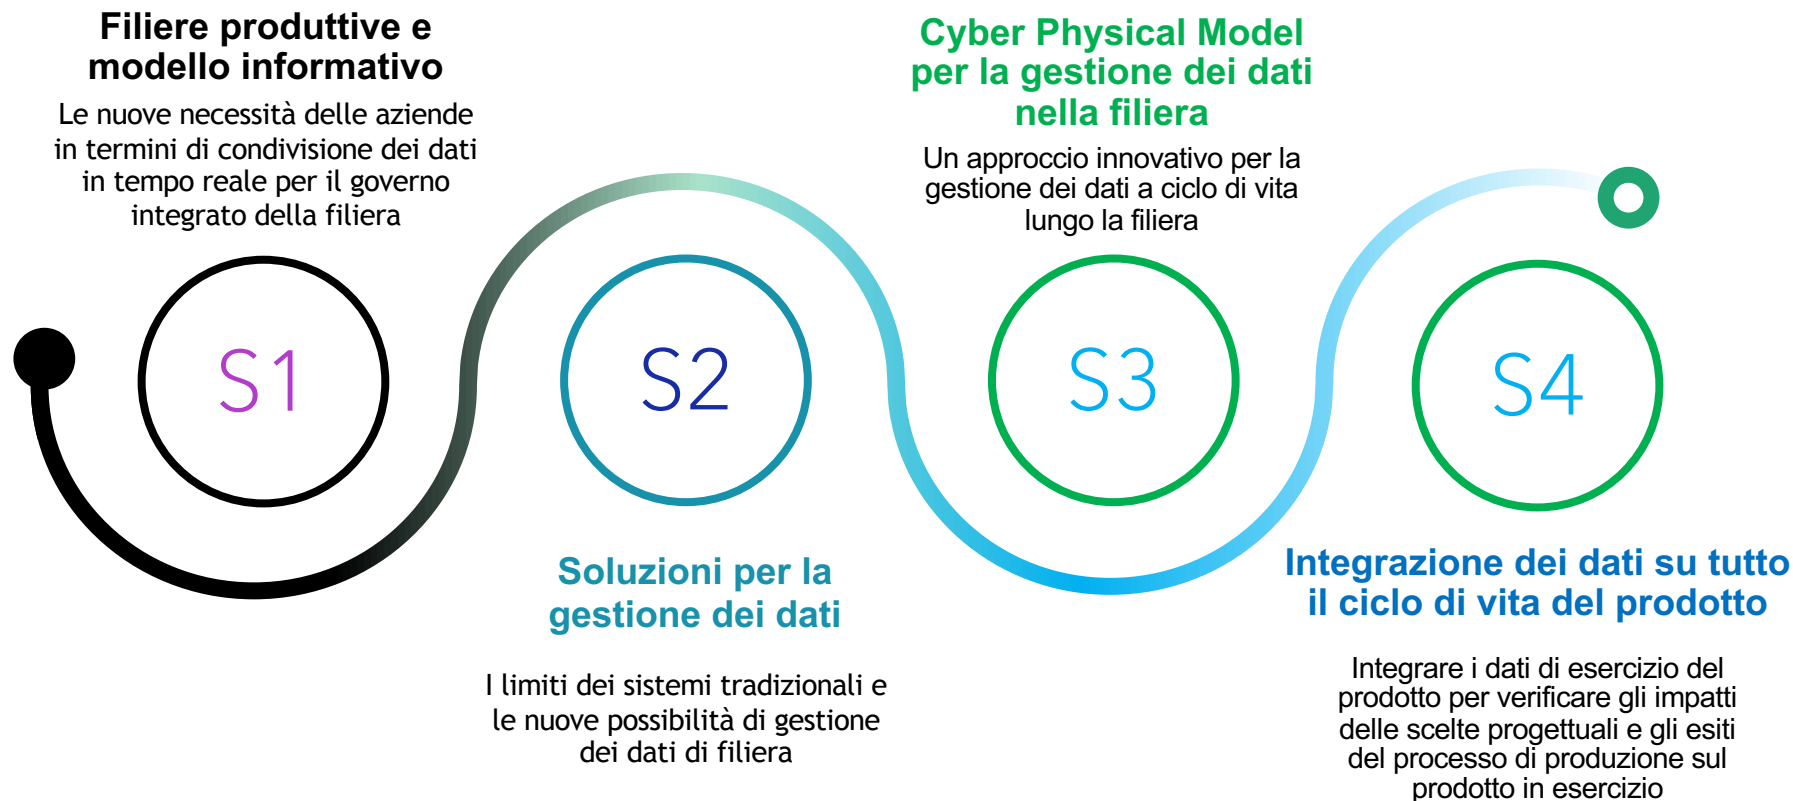 Filiere produttive e
modello informativo
Le nuove necessità delle aziende
in termini di condivisione dei dati
in tempo reale per il governo
integrato della filiera
S1
S2
Soluzioni per la
gestione dei dati
I limiti dei sistemi tradizionali e
le nuove possibilità di gestione
dei dati di filiera
Cyber Physical Model
per la gestione dei dati
nella filiera
Un approccio innovativo per la
gestione dei dati a ciclo di vita
lungo la filiera
S3
S4
Integrazione dei dati su tutto
il ciclo di vita del prodotto
Integrare i dati di esercizio del
prodotto per verificare gli impatti
delle scelte progettuali e gli esiti
del processo di produzione sul
prodotto in esercizio